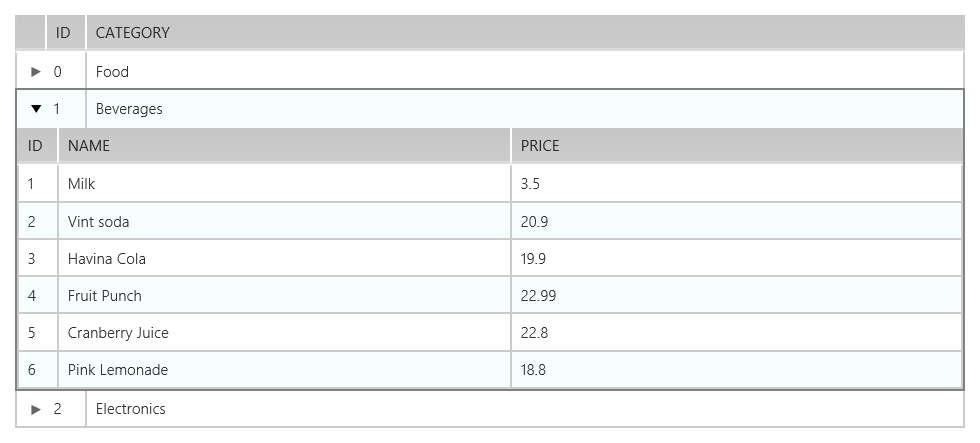 ID CATEGORY
0 Food
1 Beverages
ID NAME PRICE
1 Milk 3.5
2 Vint soda 20.9
3 Havina Cola 19.9
4 Fruit Punch 22.99
5 Cranberry Juice 22.8
6 Pink Lemonade 18.8
2 Electronics